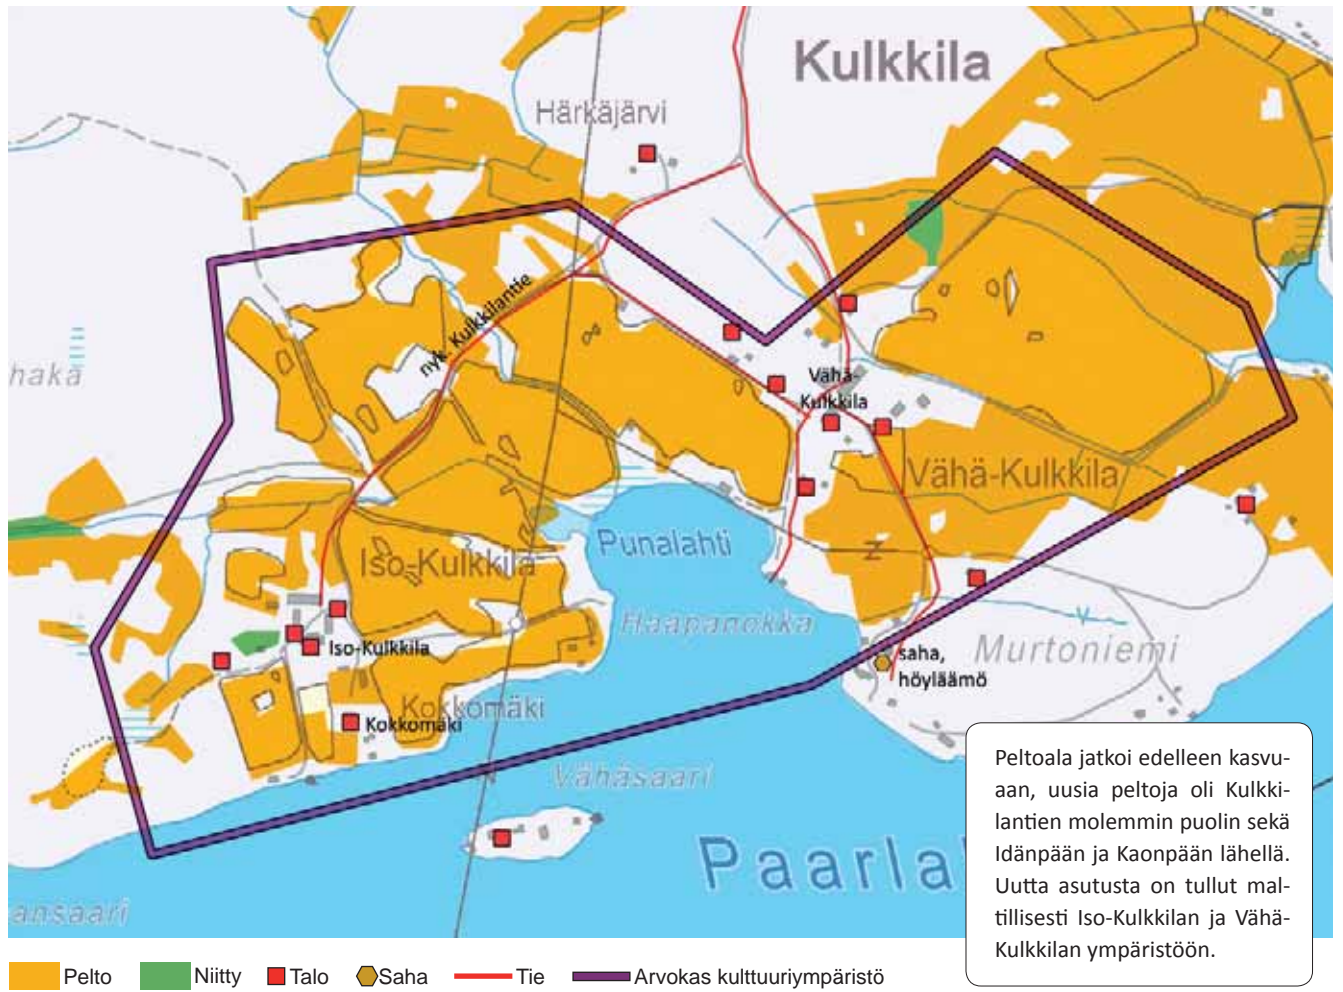 Kulkkila
Härkäjärvi
nyk. Kulkkilantie
haka
Vähä-
Kulkkila
Vähä-Kulkkila
Punalahti
Iso-Kulkkila
Haapanokka
Iso-Kulkkila
saha,
höyläämö
Murtoniemi
Kokkomäki
Kokkomäki
Vähäsaari
Paarla
ansaari
Peltoala jatkoi edelleen kasvu-
aan, uusia peltoja oli Kulkki-
lantien molemmin puolin sekä
Idänpään ja Kaonpään lähellä.
Uutta asutusta on tullut mal-
tillisesti Iso-Kulkkilan ja Vähä-
Kulkkilan ympäristöön.
Pelto Niitty Talo Saha Tie Arvokas kulttuuriympäristö